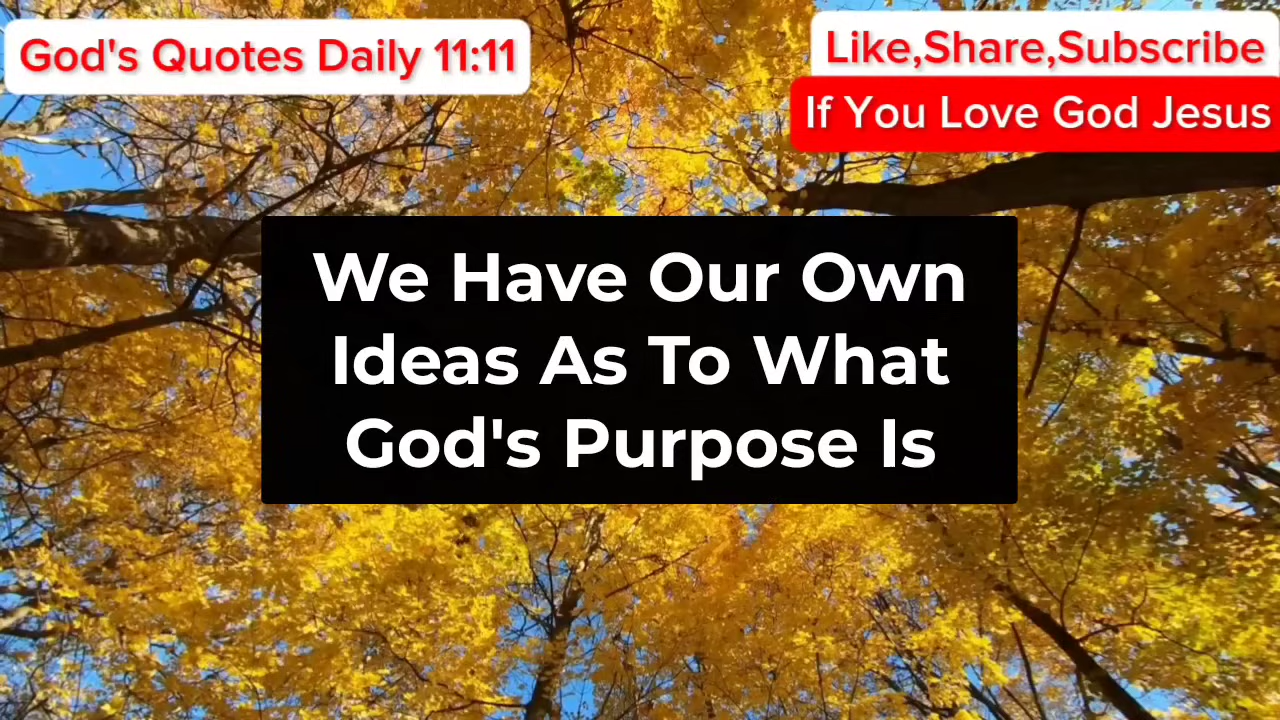 God's Quotes Daily 11:11
Like,Share,Subscribe
If You Love God Jesus
We Have Our Own
Ideas As To What
God's Purpose Is